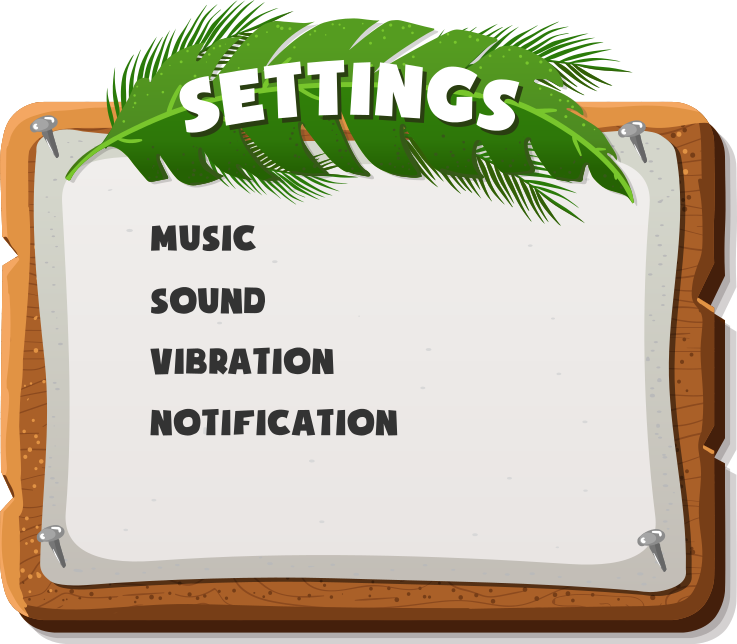 SETTINGS
MUSIC
SOUND
VIBRATION
NOTIFICATION